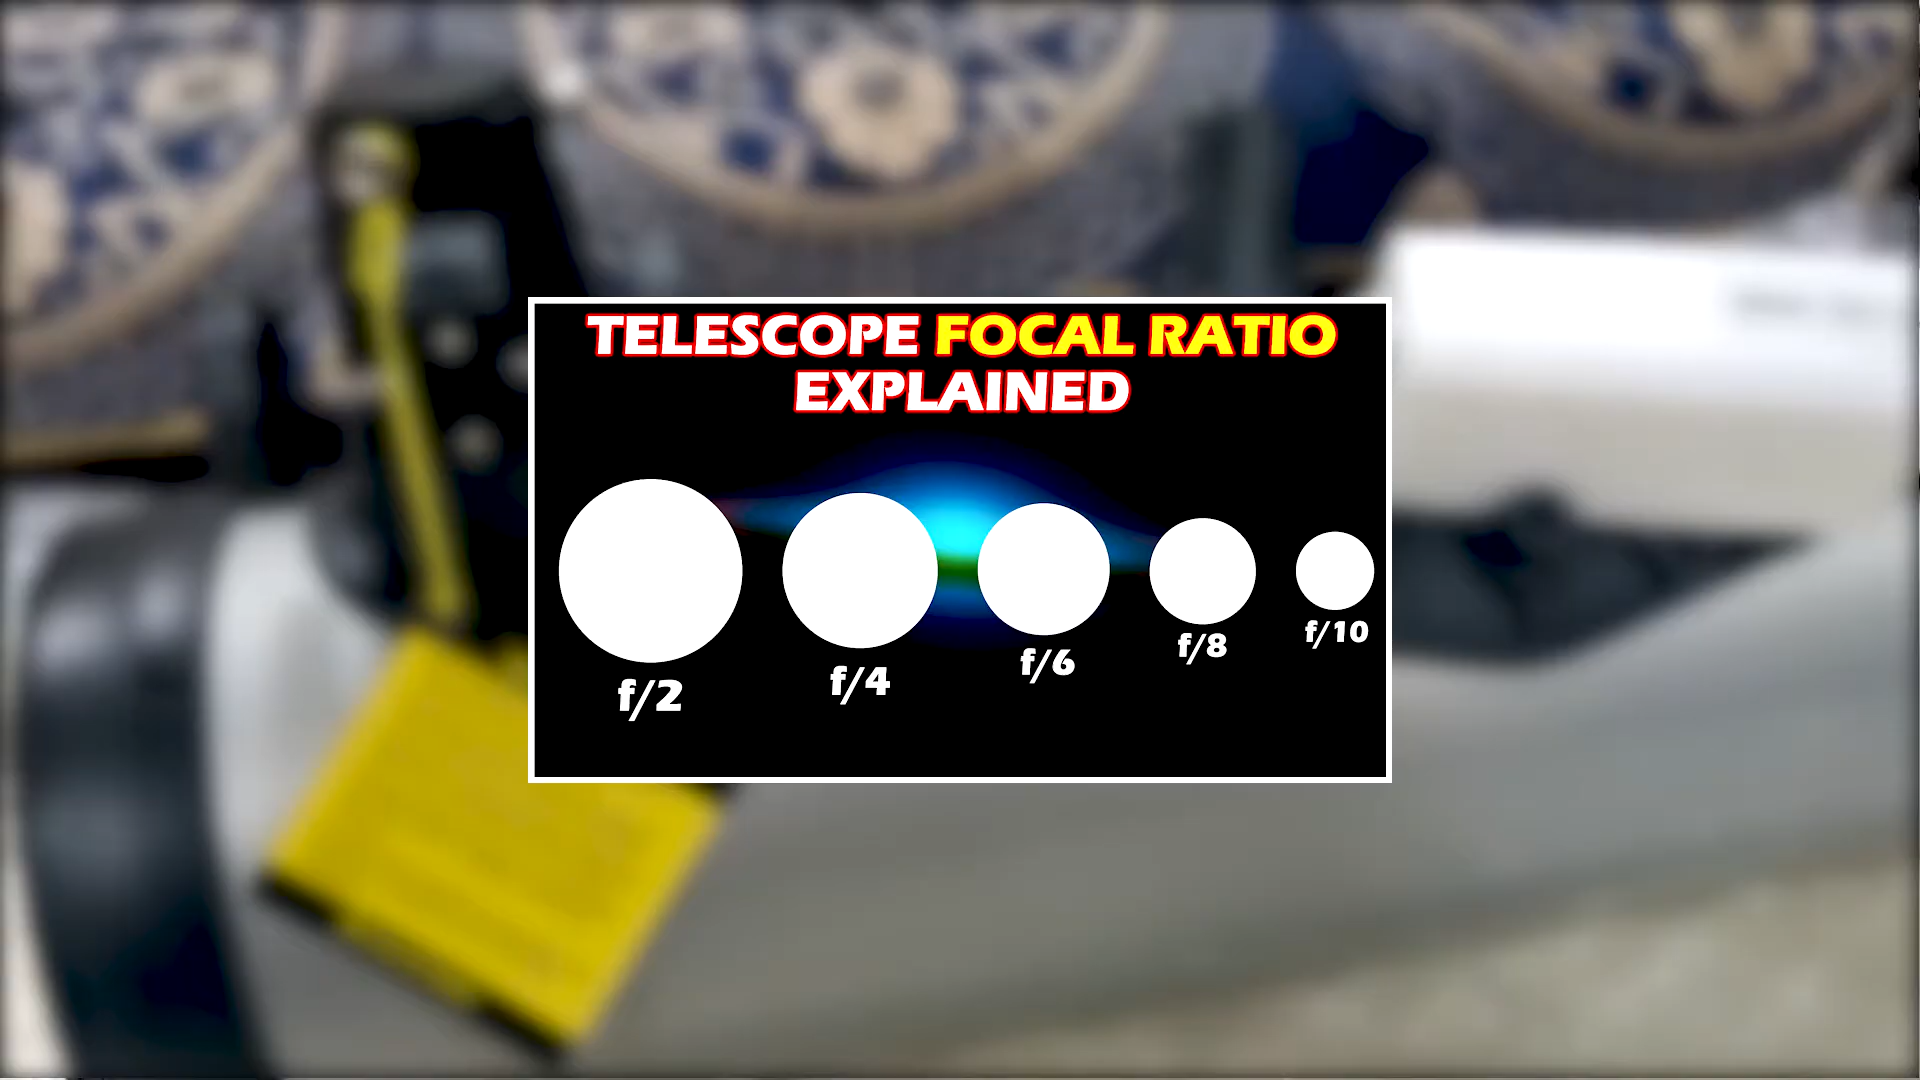 TELESCOPE FOCAL RATIO
EXPLAINED
f/2
f/4
f/6
f/8
f/10